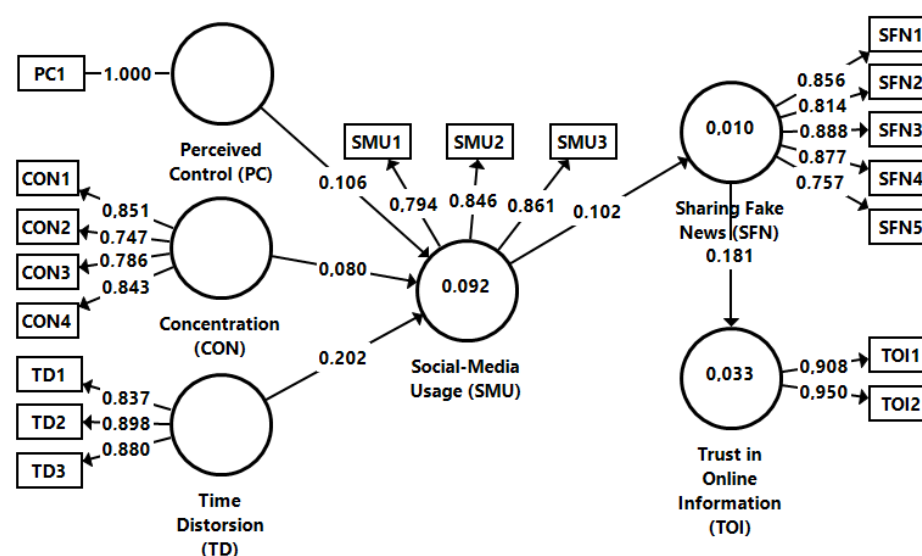 PC1
1.000
Perceived
Control (PC)
0.106
CON1
CON2
CON3
CON4
0.851
0.747
0.786
0.843
Concentration
(CON)
0.080
TD1
TD2
TD3
0.837
0.898
0.880
Time
Distorsion
(TD)
0.202
SMU1
SMU2
SMU3
0,794
0.846
0.861
0.092
Social-Media
Usage (SMU)
0.102
0,010
Sharing Fake
News (SFN)
0.856
0.814
0.888
0.877
0.757
SFN1
SFN2
SFN3
SFN4
SFN5
0.181
0,033
Trust in
Online
Information
(TOI)
0,908
0,950
TOI1
TOI2